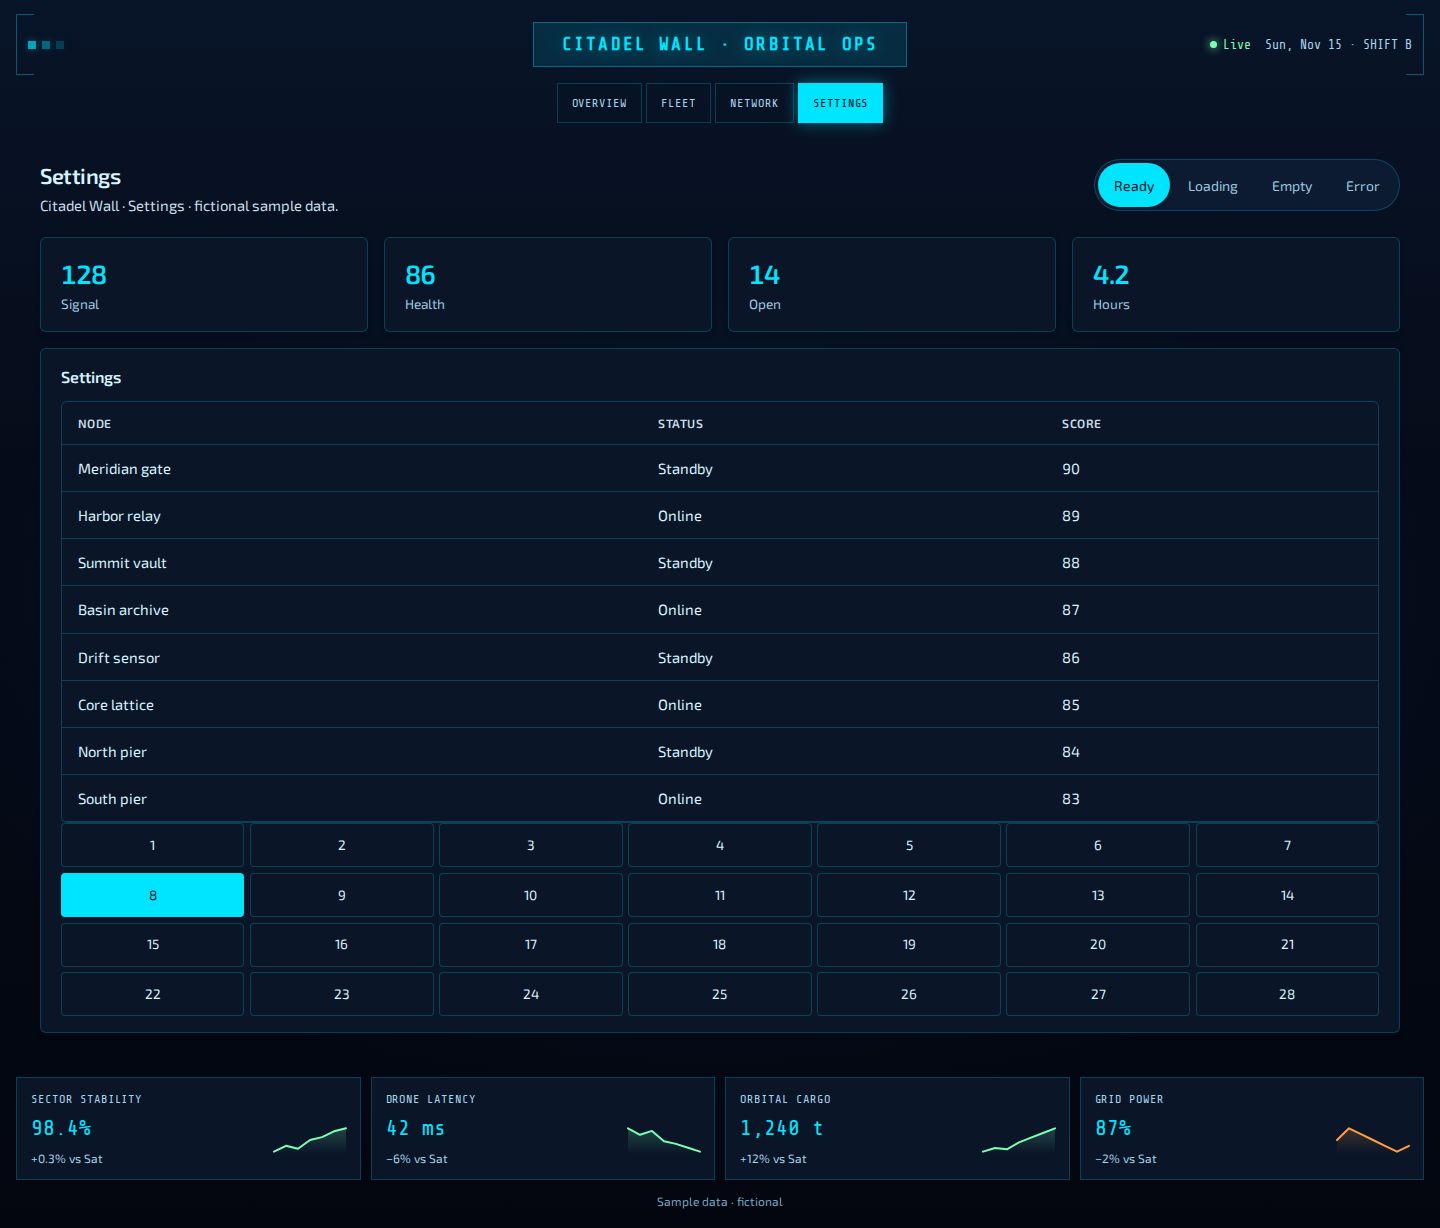 CITADEL WALL · ORBITAL OPS
Live Sun, Nov 15 · SHIFT B
OVERVIEW FLEET NETWORK SETTINGS
Settings
Citadel Wall · Settings · fictional sample data.
Ready Loading Empty Error
128 86 14 4.2
Signal Health Open Hours
Settings
NODE STATUS SCORE
Meridian gate Standby 90
Harbor relay Online 89
Summit vault Standby 88
Basin archive Online 87
Drift sensor Standby 86
Core lattice Online 85
North pier Standby 84
South pier Online 83
1 2 3 4 5 6 7
8 9 10 11 12 13 14
15 16 17 18 19 20 21
22 23 24 25 26 27 28
SECTOR STABILITY DRONE LATENCY ORBITAL CARGO GRID POWER
98.4% 42 ms 1,240 t 87%
+0.3% vs Sat −6% vs Sat +12% vs Sat −2% vs Sat
Sample data · fictional